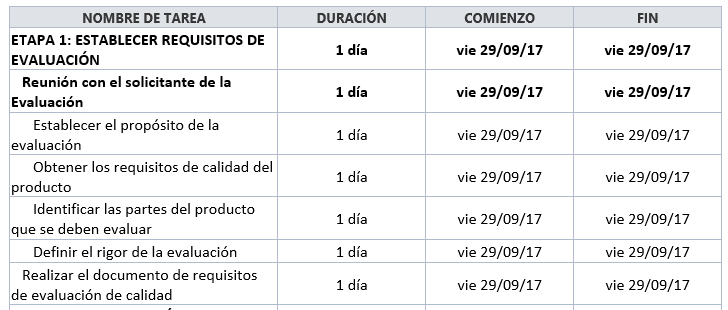 NOMBRE DE TAREA DURACIÓN COMIENZO FIN
ETAPA 1: ESTABLECER REQUISITOS DE
EVALUACIÓN 1 día vie 29/09/17 vie 29/09/17
Reunión con el solicitante de la
Evaluación 1 día vie 29/09/17 vie 29/09/17
Establecer el propósito de la
evaluación 1 día vie 29/09/17 vie 29/09/17
Obtener los requisitos de calidad del
producto 1 día vie 29/09/17 vie 29/09/17
Identificar las partes del producto
que se deben evaluar 1 día vie 29/09/17 vie 29/09/17
Definir el rigor de la evaluación 1 día vie 29/09/17 vie 29/09/17
Realizar el documento de requisitos
de evaluación de calidad 1 día vie 29/09/17 vie 29/09/17